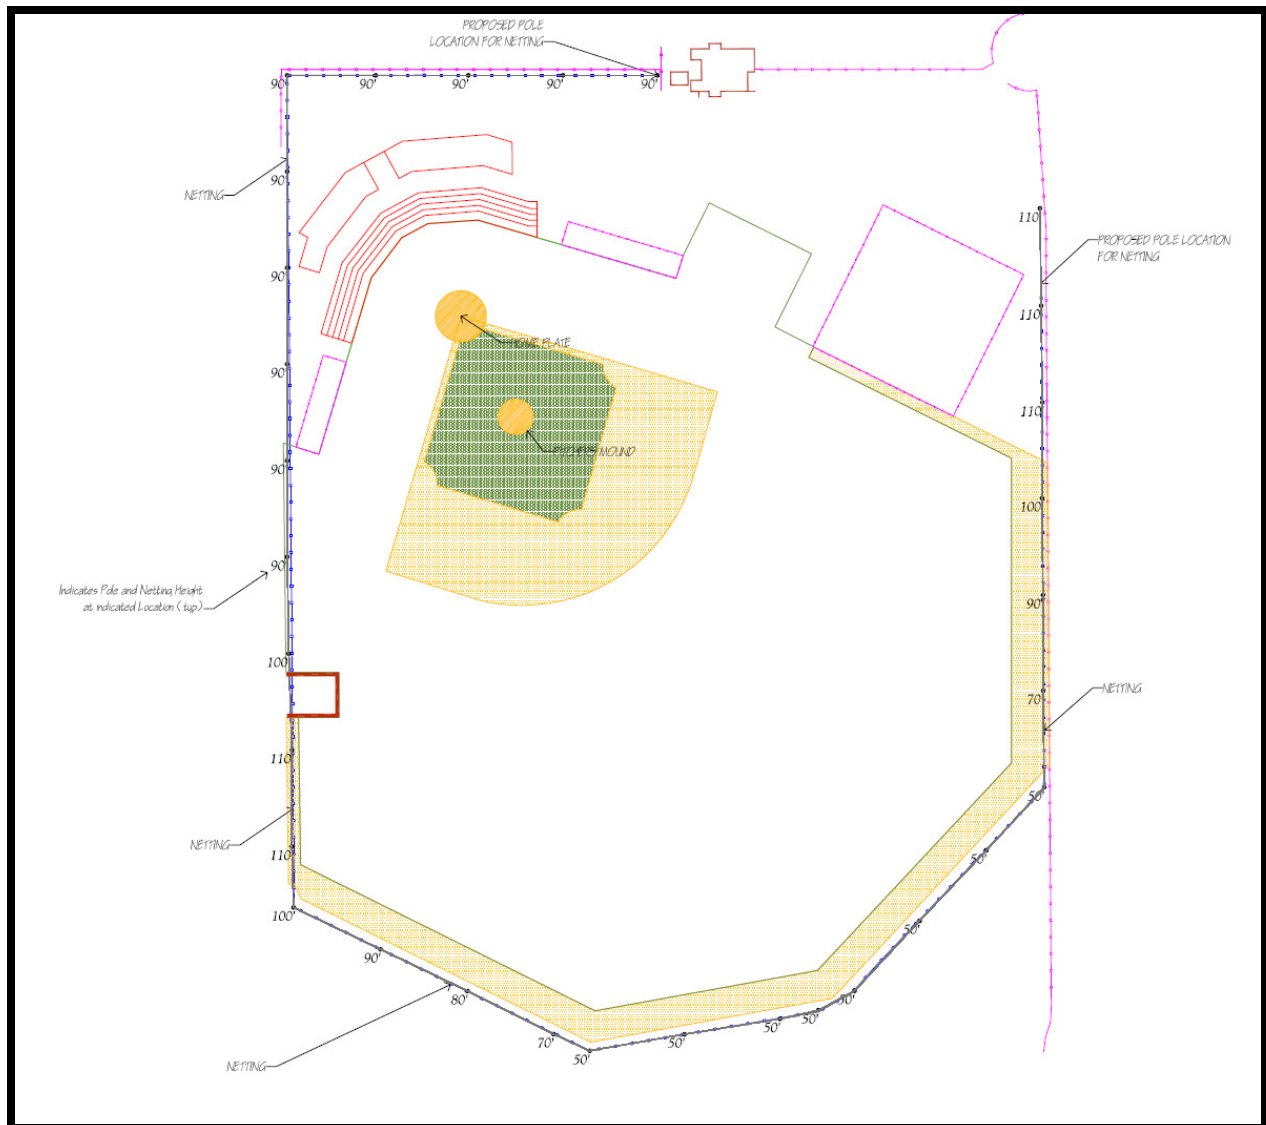 PROPOSED POLE
LOCATION FOR NETTING
90' 90' 90' 90' 90'
90'
NETTING
110'
PROPOSED POLE LOCATION
FOR NETTING
90'
110'
HOME PLATE
90'
110'
PITCHERS MOUND
90'
100'
90'
Indicates Pole and Netting Height
at indicated Location (typ)
90'
100'
NETTING
70'
110'
50'
NETTING
110'
50'
100'
50'
90'
80'
50'
50'
50'
70'
50'
50'
NETTING